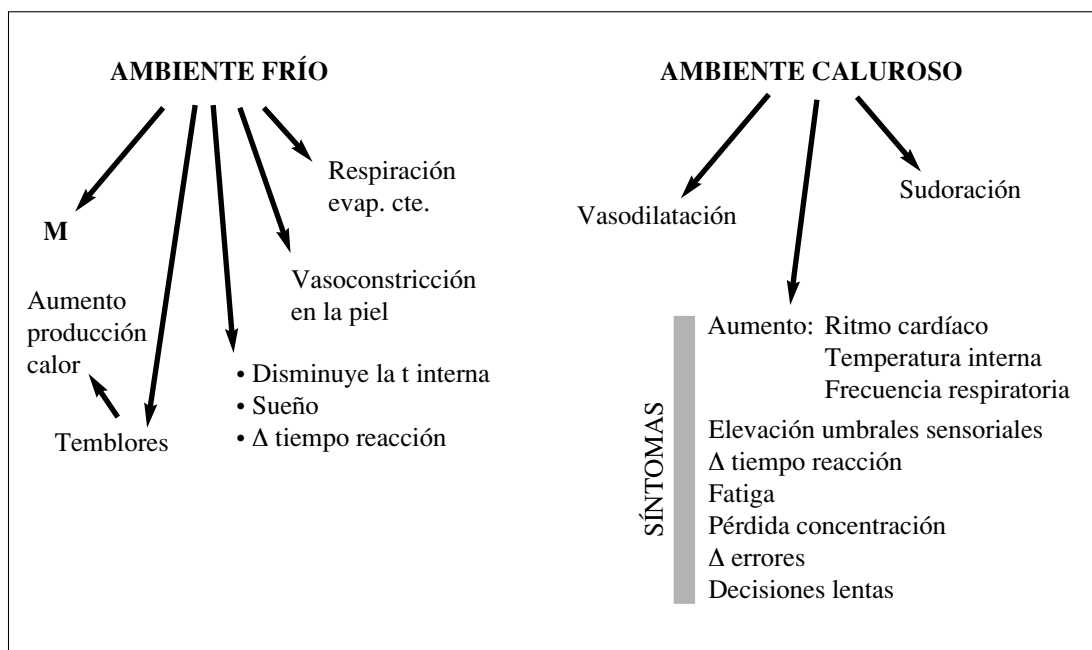 AMBIENTE FRÍO
Respiración
evap. cte.
M
Vasoconstricción
en la piel
Aumento
producción
calor
• Disminuye la t interna
• Sueño
• Δ tiempo reacción
Temblores
AMBIENTE CALUROSO
Sudoración
Vasodilatación
SÍNTOMAS
Aumento: Ritmo cardíaco
Temperatura interna
Frecuencia respiratoria
Elevación umbrales sensoriales
Δ tiempo reacción
Fatiga
Pérdida concentración
Δ errores
Decisiones lentas